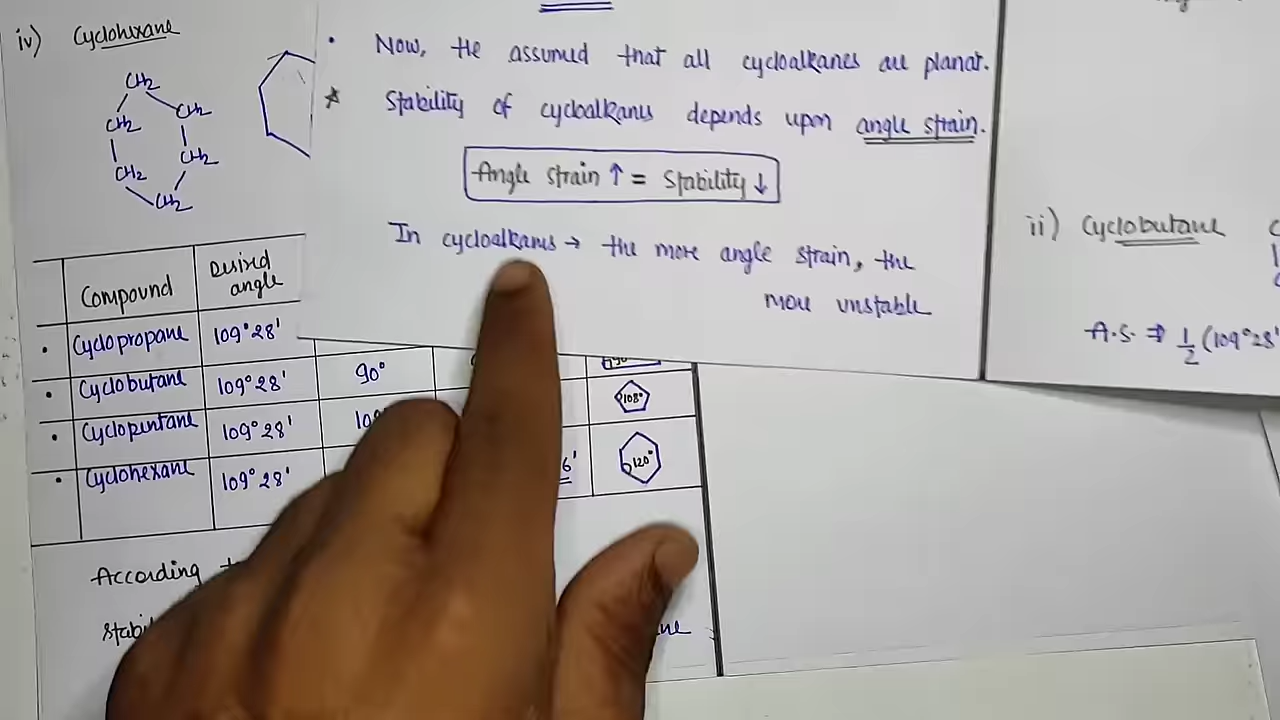 iv) Cyclohexane
CH2
CH2 CH2
CH2 CH2
CH2
• Now, He assumed that all cycloalkanes are planar.
☆ Stability of cycloalkanes depends upon angle strain.
Angle strain ↑ = Stability ↓
In cycloalkanes → the more angle strain, the
more unstable
ii) Cyclobutane
A.S. ⇒ 1/2 (109°28'
Compound Desired angle
• Cyclopropane 109°28'
• Cyclobutane 109°28' 90°
108°
• Cyclopentane 109°28'
• Cyclohexane 109°28' 6' 120°
According